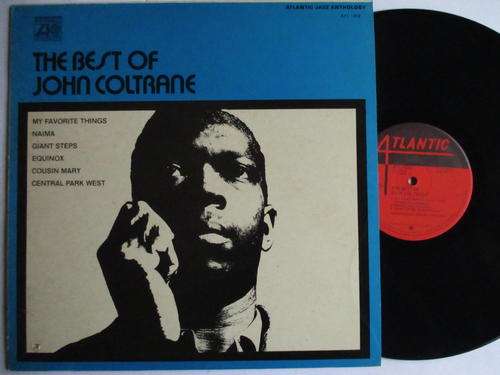 ATLANTIC JAZZ ANTHOLOGY
THE BEST OF
JOHN COLTRANE
MY FAVORITE THINGS
NAIMA
GIANT STEPS
EQUINOX
COUSIN MARY
CENTRAL PARK WEST
ATLANTIC